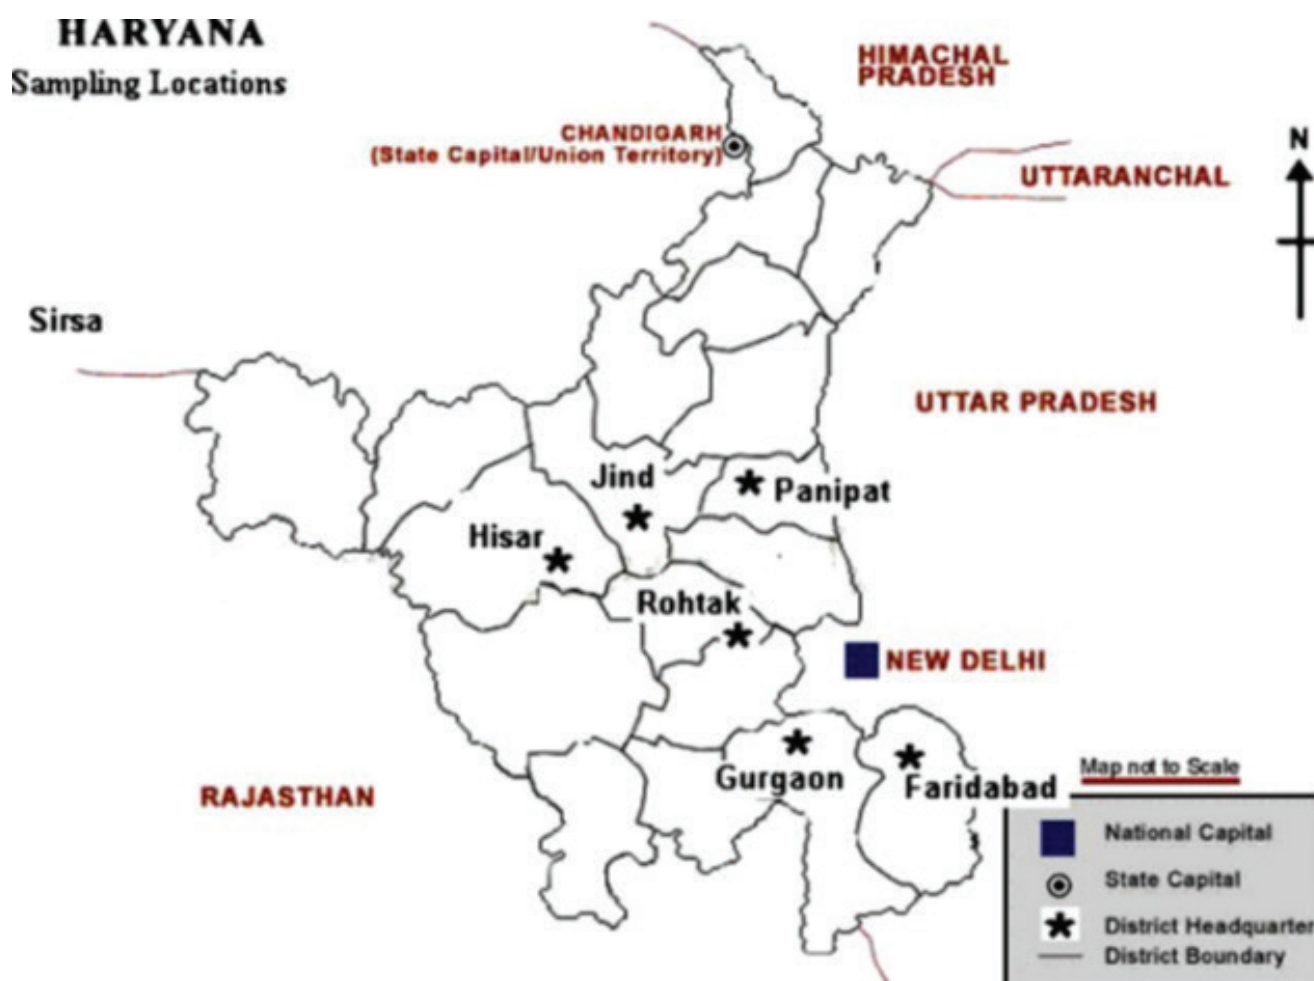 HARYANA
Sampling Locations
HIMACHAL
PRADESH
CHANDIGARH
(State Capital/Union Territory)
N
UTTARANCHAL
Sirsa
UTTAR PRADESH
Jind
Panipat
Hisar
Rohtak
NEW DELHI
Gurgaon
Faridabad
RAJASTHAN
Map not to Scale
National Capital
State Capital
District Headquarter
District Boundary